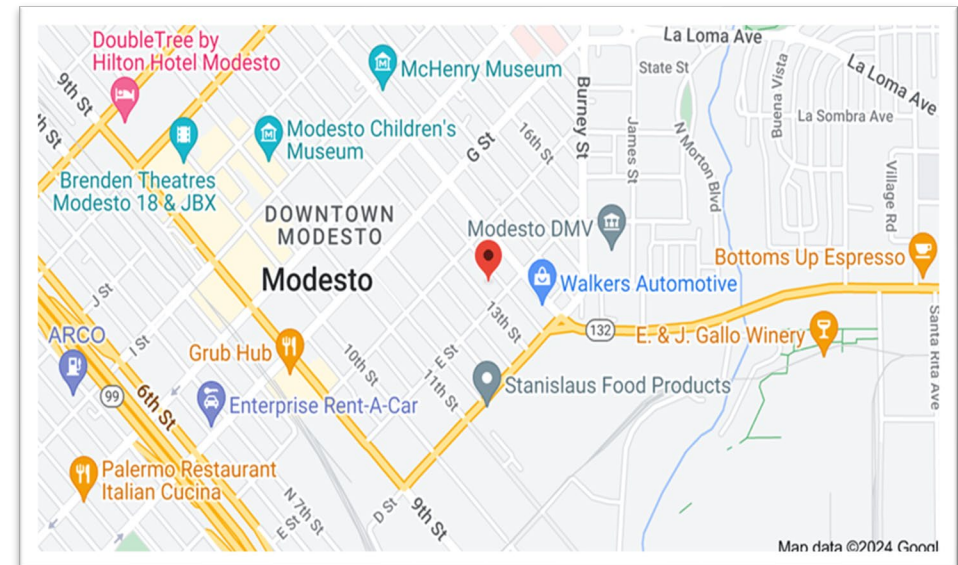 La Loma Ave
DoubleTree by
Hilton Hotel Modesto
McHenry Museum
State St
La Loma Ave
9th St
th St
Burney St
Buena Vista
La Sombra Ave
Modesto Children's
Museum
G St
16th St
James St
N Morton Blvd
Village Rd
Brenden Theatres
Modesto 18 & JBX
DOWNTOWN
MODESTO
Modesto DMV
Bottoms Up Espresso
Modesto
Walkers Automotive
J St
13th St
132
E. & J. Gallo Winery
Santa Rita Ave
ARCO
I St
Grub Hub
10th St
E St
11th St
Stanislaus Food Products
99
6th St
Enterprise Rent-A-Car
Palermo Restaurant
Italian Cucina
N 7th St
E St
D St
9th St
Map data ©2024 Googl